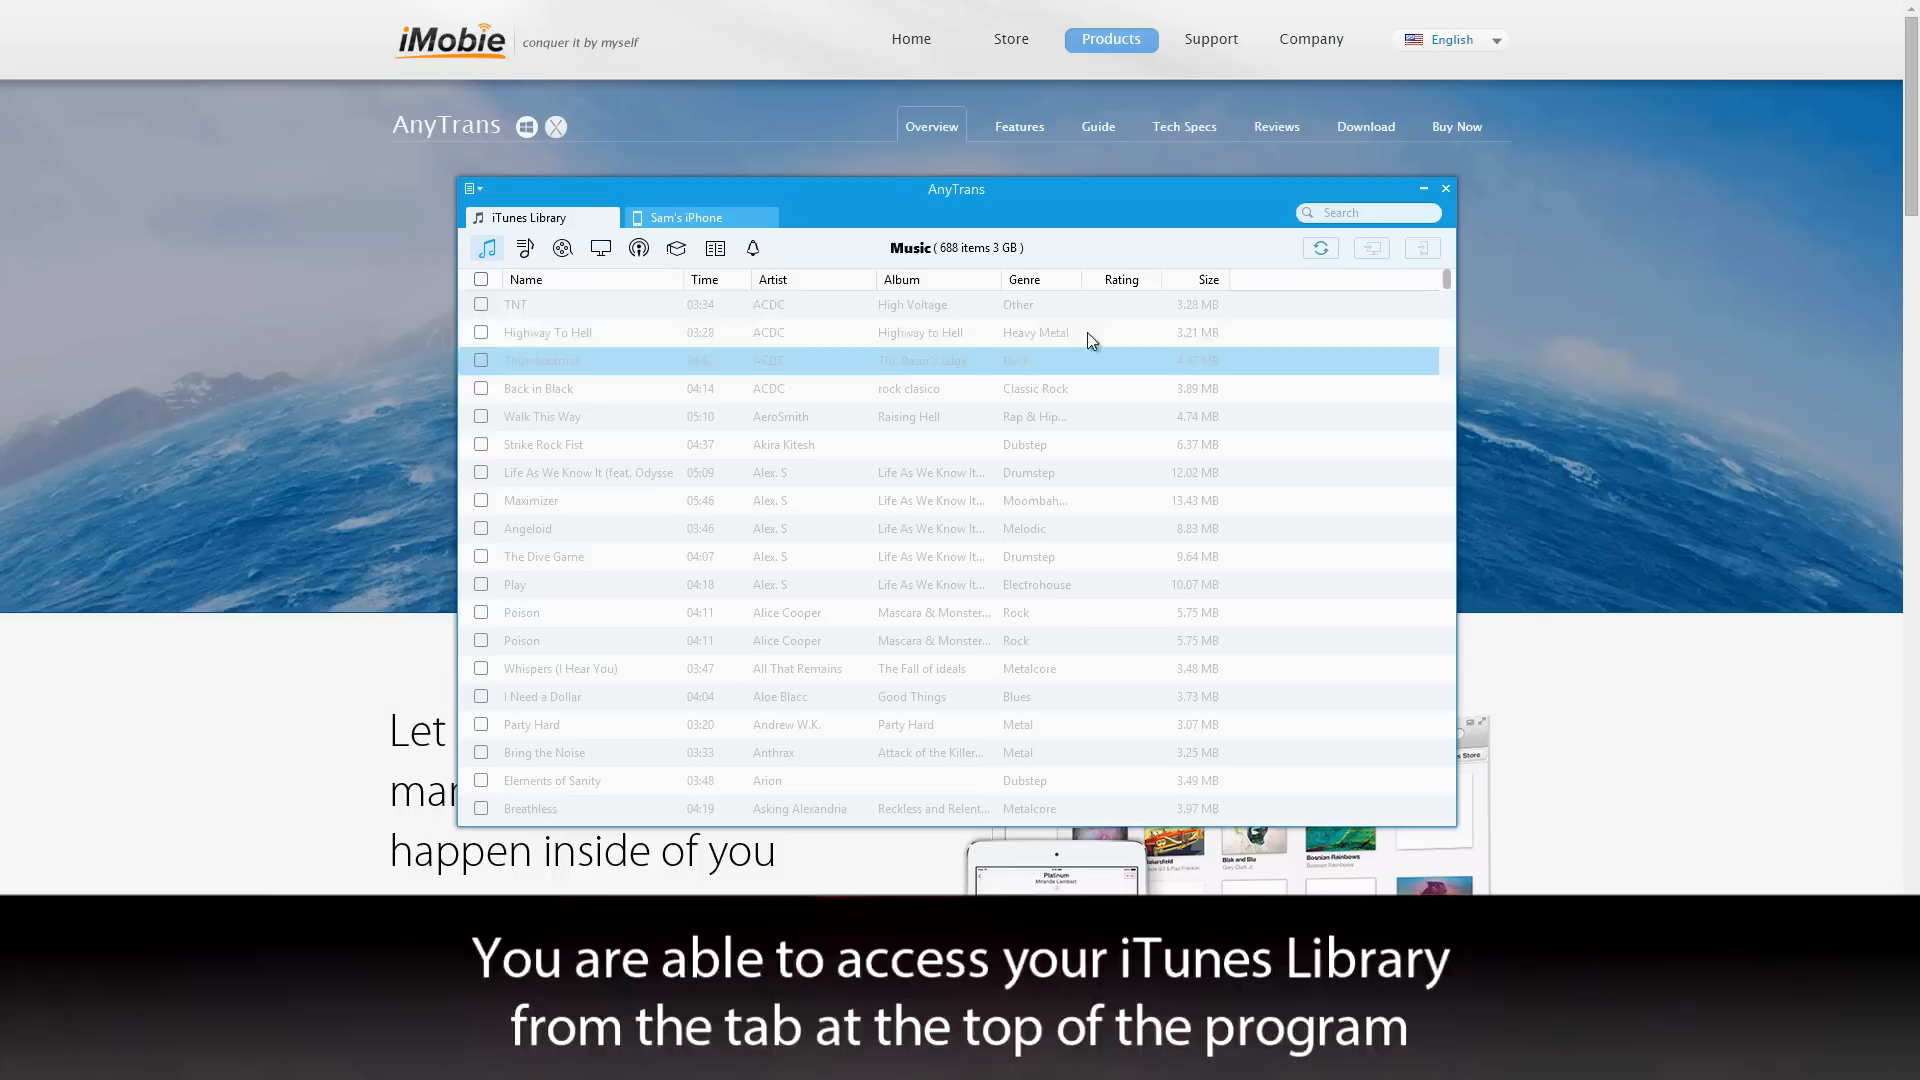 iMobie conquer it by myself
Home Store Products Support Company English
AnyTrans
Overview Features Guide Tech Specs Reviews Download Buy Now
AnyTrans
iTunes Library Sam's iPhone Search
Music ( 688 items 3 GB )
Name Time Artist Album Genre Rating Size
TNT 03:34 ACDC High Voltage Other 3.28 MB
Highway To Hell 03:28 ACDC Highway to Hell Heavy Metal 3.21 MB
ACDC
Back in Black 04:14 ACDC rock clasico Classic Rock 3.89 MB
Walk This Way 05:10 AeroSmith Raising Hell Rap & Hip... 4.74 MB
Strike Rock Fist 04:37 Akira Kitesh Dubstep 6.37 MB
Life As We Know It (feat. Odysse 05:09 Alex. S Life As We Know It... Drumstep 12.02 MB
Maximizer 05:46 Alex. S Life As We Know It... Moombah... 13.43 MB
Angeloid 03:46 Alex. S Life As We Know It... Melodic 8.83 MB
The Dive Game 04:07 Alex. S Life As We Know It... Drumstep 9.64 MB
Play 04:18 Alex. S Life As We Know It... Electrohouse 10.07 MB
Poison 04:11 Alice Cooper Mascara & Monster... Rock 5.75 MB
Poison 04:11 Alice Cooper Mascara & Monster... Rock 5.75 MB
Whispers (I Hear You) 03:47 All That Remains The Fall of ideals Metalcore 3.48 MB
I Need a Dollar 04:04 Aloe Blacc Good Things Blues 3.73 MB
Party Hard 03:20 Andrew W.K. Party Hard Metal 3.07 MB
Bring the Noise 03:33 Anthrax Attack of the Killer... Metal 3.25 MB
Elements of Sanity 03:48 Arion Dubstep 3.49 MB
Breathless 04:19 Asking Alexandria Reckless and Relent... Metalcore 3.97 MB
Let
mar
happen inside of you
s Store
Blak and Blu
Gary Clark Jr.
Bosnian Rainbows
Platinum
Miranda Lambert
You are able to access your iTunes Library
from the tab at the top of the program